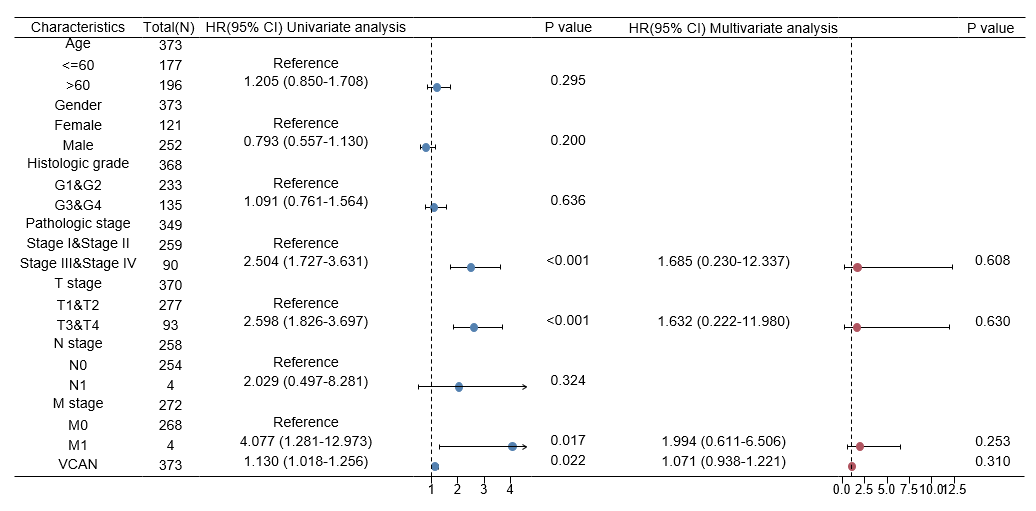 Characteristics Total(N) HR(95% CI) Univariate analysis P value HR(95% CI) Multivariate analysis P value
Age 373
<=60 177 Reference
>60 196 1.205 (0.850-1.708) 0.295
Gender 373
Female 121 Reference
Male 252 0.793 (0.557-1.130) 0.200
Histologic grade 368
G1&G2 233 Reference
G3&G4 135 1.091 (0.761-1.564) 0.636
Pathologic stage 349
Stage I&Stage II 259 Reference
Stage III&Stage IV 90 2.504 (1.727-3.631) <0.001 1.685 (0.230-12.337) 0.608
T stage 370
T1&T2 277 Reference
T3&T4 93 2.598 (1.826-3.697) <0.001 1.632 (0.222-11.980) 0.630
N stage 258
N0 254 Reference
N1 4 2.029 (0.497-8.281) 0.324
M stage 272
M0 268 Reference
M1 4 4.077 (1.281-12.973) 0.017 1.994 (0.611-6.506) 0.253
VCAN 373 1.130 (1.018-1.256) 0.022 1.071 (0.938-1.221) 0.310
1 2 3 4 0.0 2.5 5.0 7.5 10.0 12.5